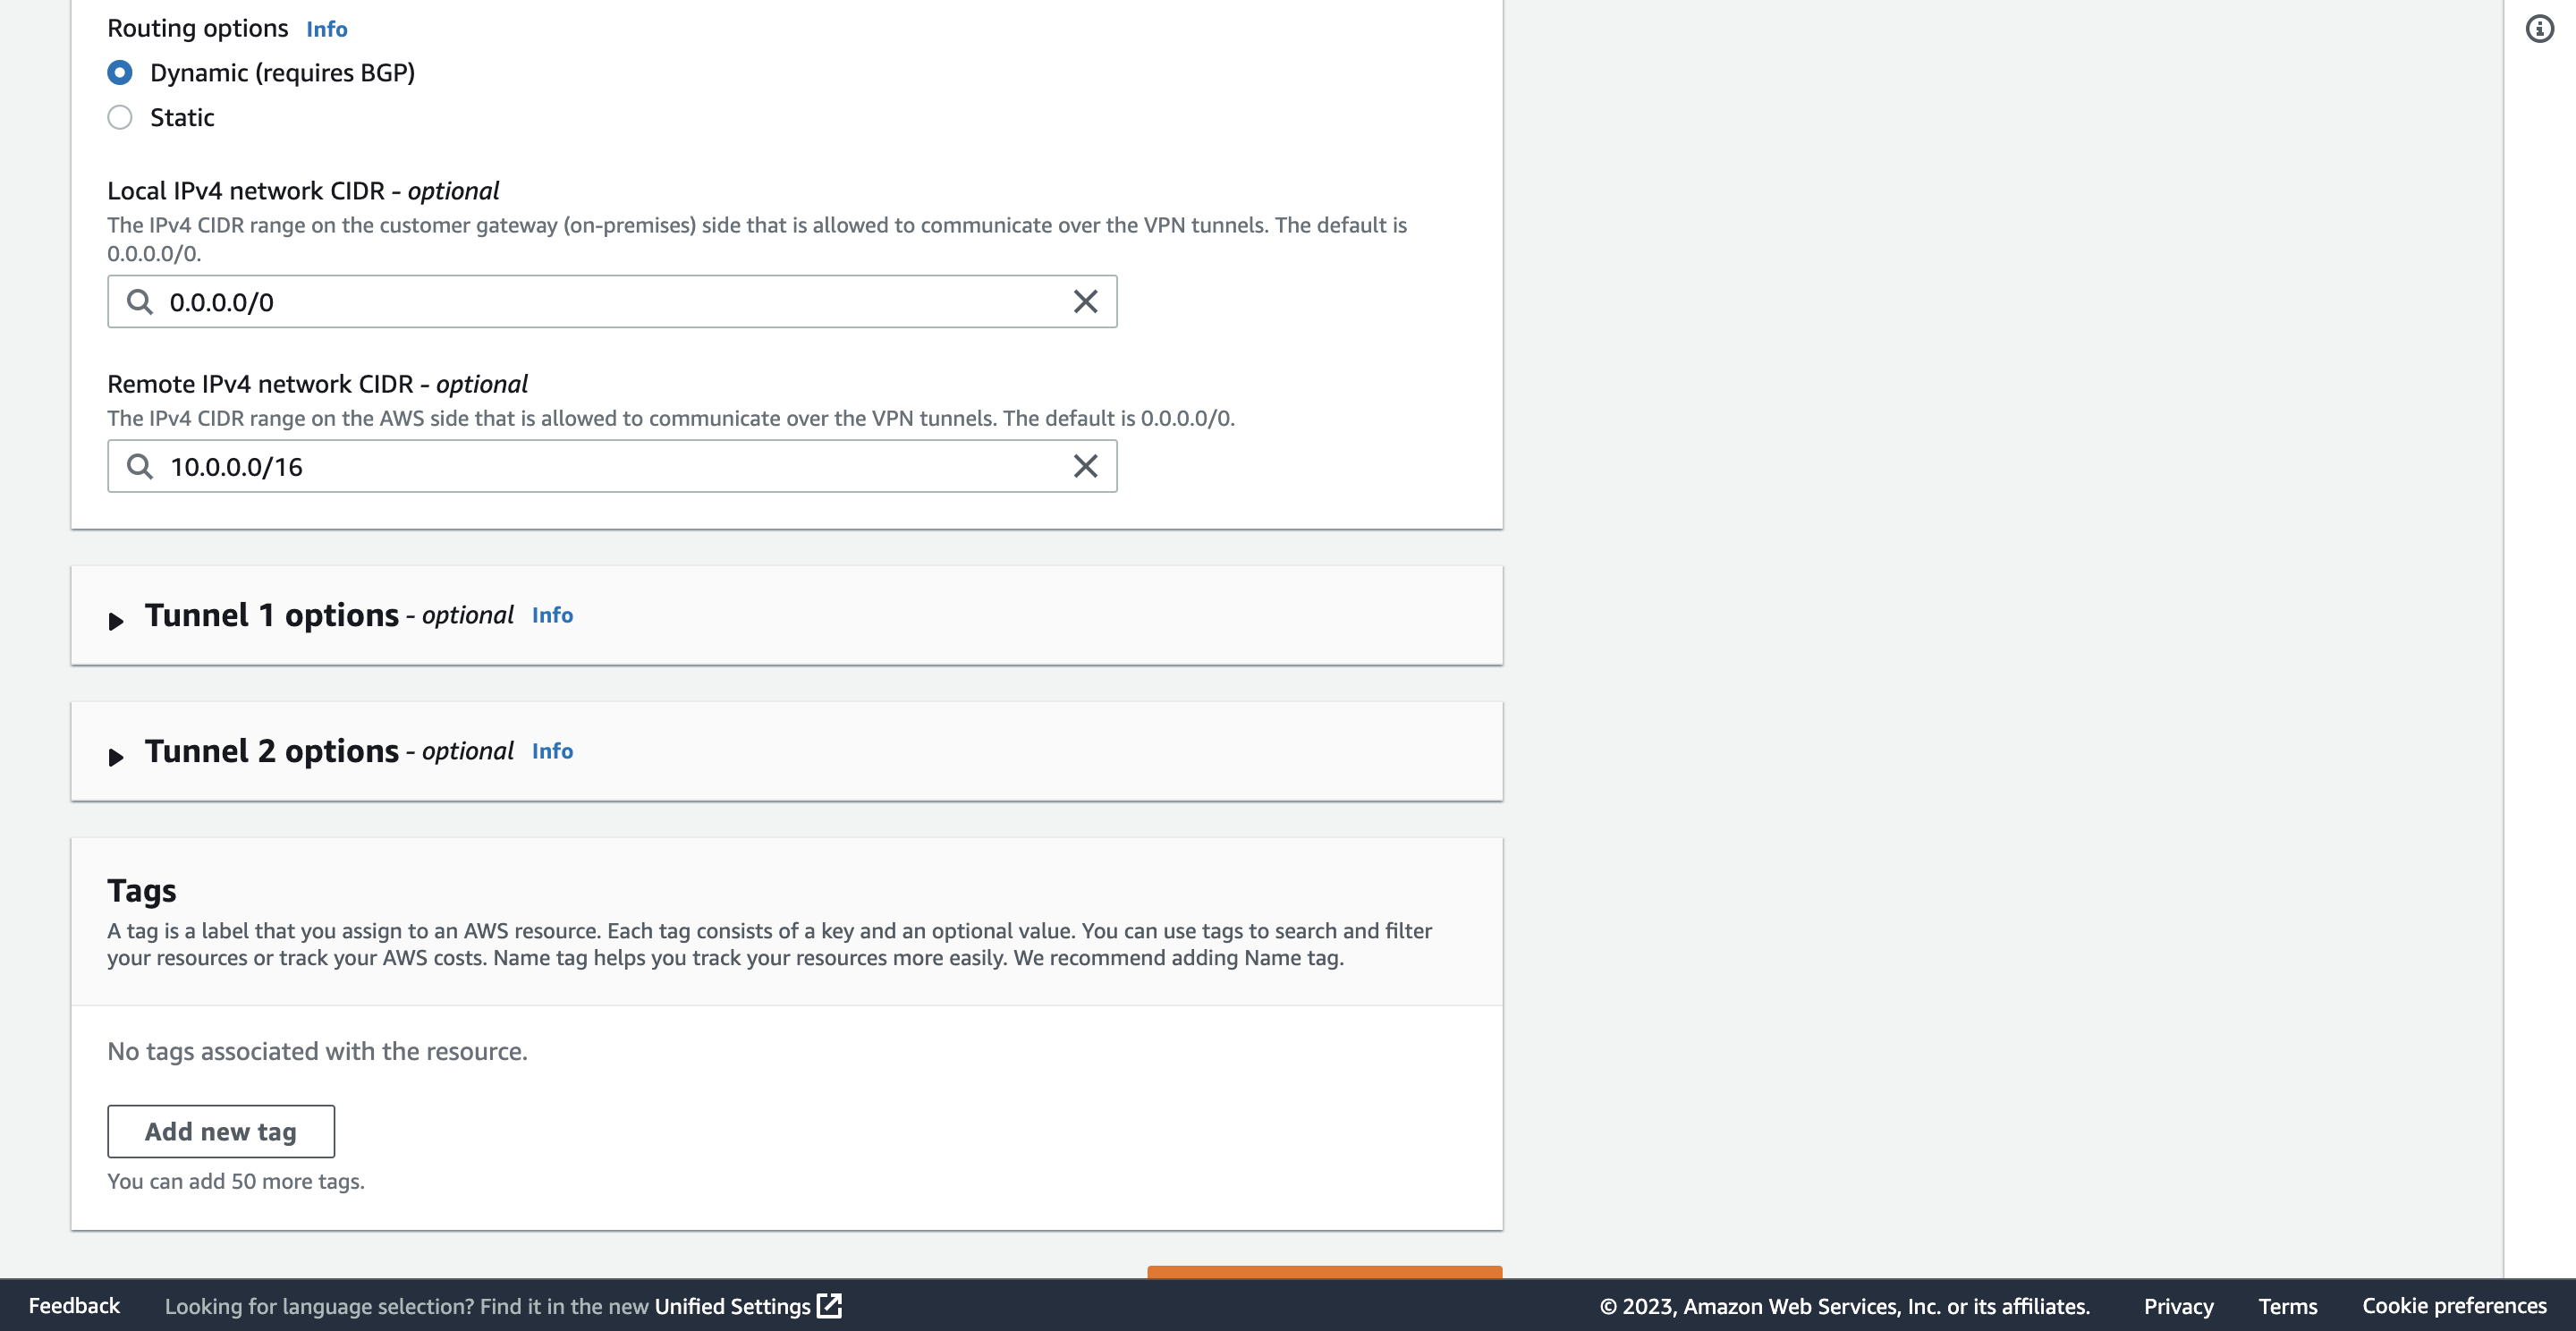 Routing options Info
Dynamic (requires BGP)
Static
Local IPv4 network CIDR - optional
The IPv4 CIDR range on the customer gateway (on-premises) side that is allowed to communicate over the VPN tunnels. The default is
0.0.0.0/0.
0.0.0.0/0
Remote IPv4 network CIDR - optional
The IPv4 CIDR range on the AWS side that is allowed to communicate over the VPN tunnels. The default is 0.0.0.0/0.
10.0.0.0/16
Tunnel 1 options - optional Info
Tunnel 2 options - optional Info
Tags
A tag is a label that you assign to an AWS resource. Each tag consists of a key and an optional value. You can use tags to search and filter
your resources or track your AWS costs. Name tag helps you track your resources more easily. We recommend adding Name tag.
No tags associated with the resource.
Add new tag
You can add 50 more tags.
Feedback Looking for language selection? Find it in the new Unified Settings © 2023, Amazon Web Services, Inc. or its affiliates. Privacy Terms Cookie preferences